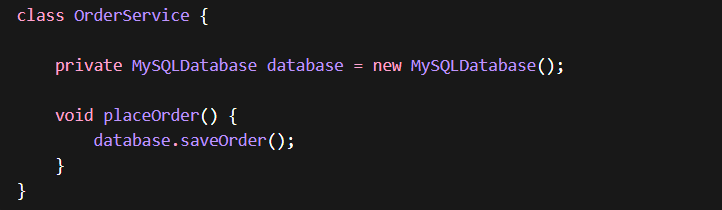 class OrderService {
    private MySQLDatabase database = new MySQLDatabase();
    void placeOrder() {
        database.saveOrder();
    }
}